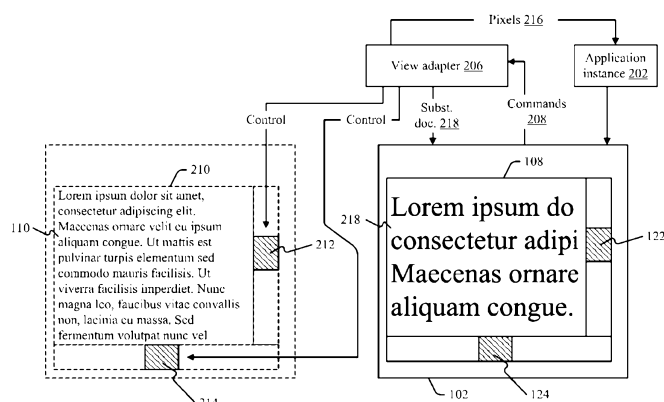 Pixels 216
View adapter 206
Application
instance 202
Control
Control
Subst.
doc. 218
Commands
208
210
108
110
Lorem ipsum dolor sit amet,
consectetur adipiscing elit.
Maecenas ornare velit eu ipsum
aliquam congue. Ut mattis est
pulvinar turpis elementum sed
commodo mauris facilisis. Ut
viverra facilisis imperdiet. Nunc
magna leo, faucibus vitae convallis
non, lacinia eu massa. Sed
fermentum volutpat nunc vel
212
218
Lorem ipsum do
consectetur adipi
Maecenas ornare
aliquam congue.
122
214
102
124